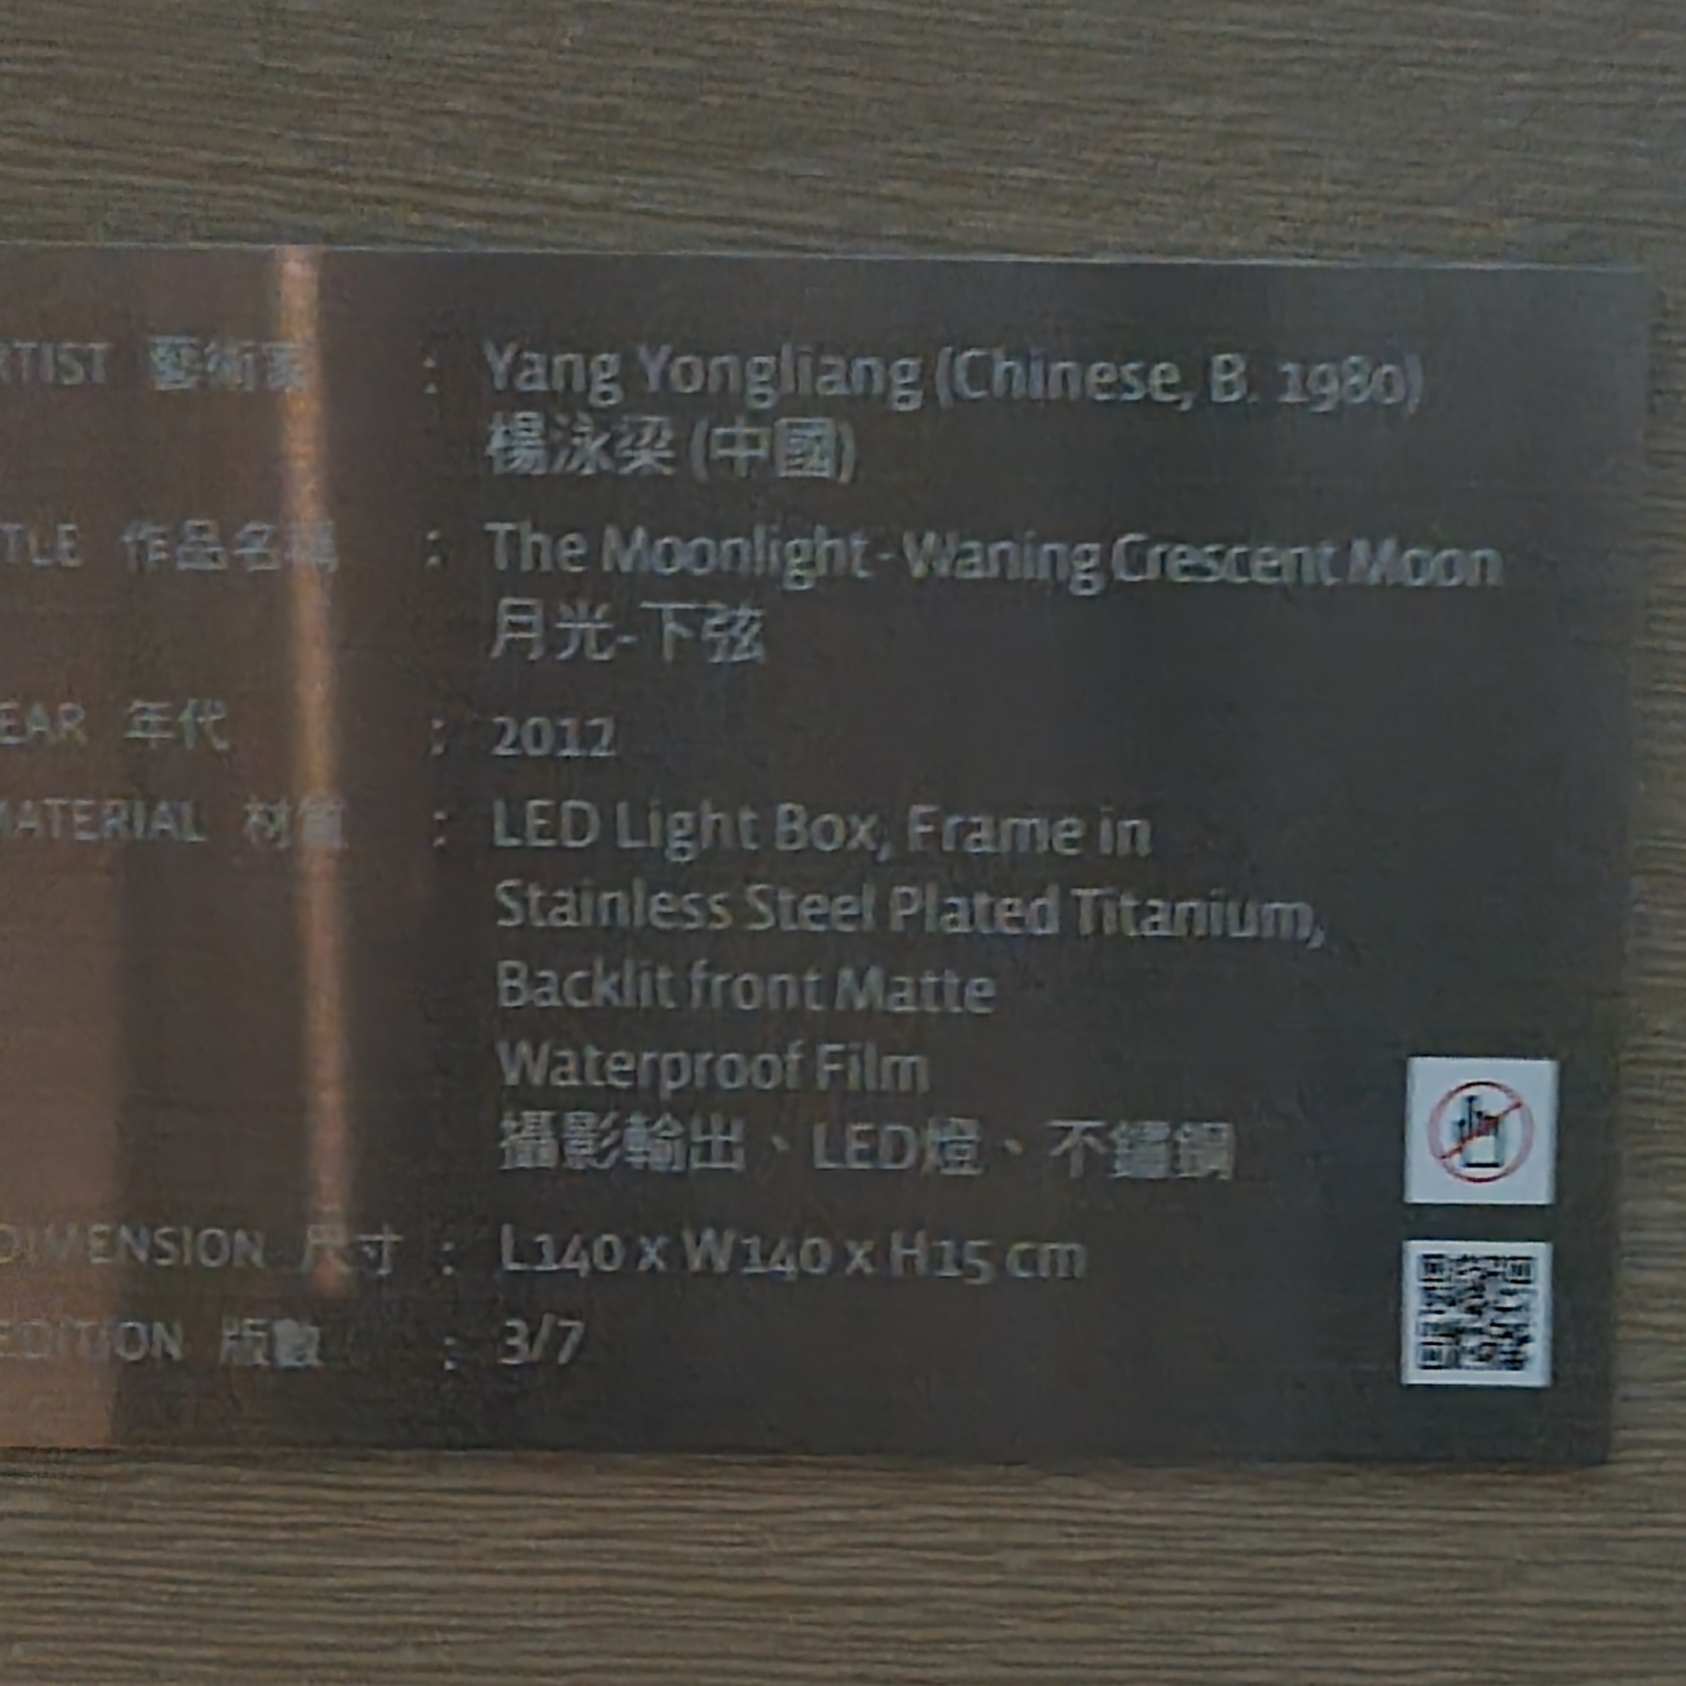 RTIST 藝術家 : Yang Yongliang (Chinese, B. 1980)
楊泳梁 (中國)
TLE 作品名稱 : The Moonlight - Waning Crescent Moon
月光-下弦
EAR 年代 : 2012
MATERIAL 材質 : LED Light Box, Frame in
Stainless Steel Plated Titanium,
Backlit front Matte
Waterproof Film
攝影輸出、LED燈、不鏽鋼
DIMENSION 尺寸 : L140 x W140 x H15 cm
EDITION 版數 : 3/7